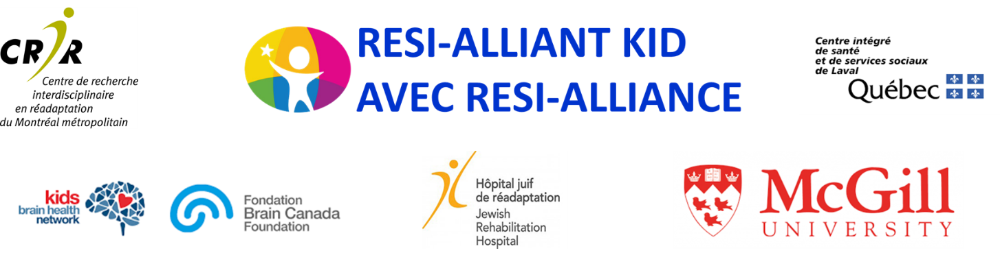 CRIR
Centre de recherche
interdisciplinaire
en réadaptation
du Montréal métropolitain
RESI-ALLIANT KID
AVEC RESI-ALLIANCE
Centre intégré
de santé
et de services sociaux
de Laval
Québec
kids
brain health
network
Fondation
Brain Canada
Foundation
Hôpital juif
de réadaptation
Jewish
Rehabilitation
Hospital
McGill
UNIVERSITY